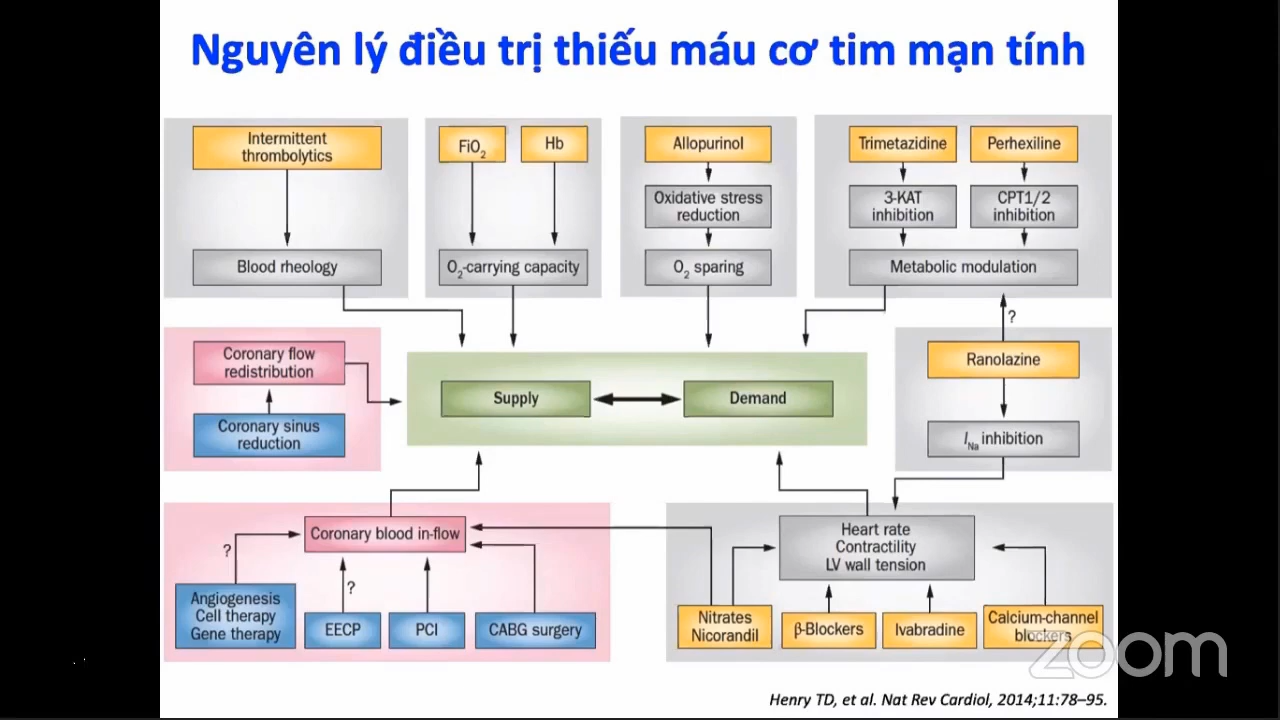 Nguyên lý điều trị thiếu máu cơ tim mạn tính
Intermittent
thrombolytics
Blood rheology
FiO2
Hb
O2-carrying capacity
Allopurinol
Oxidative stress
reduction
O2 sparing
Trimetazidine
Perhexiline
3-KAT
inhibition
CPT1/2
inhibition
Metabolic modulation
?
Coronary flow
redistribution
Coronary sinus
reduction
Supply
Demand
Ranolazine
INa inhibition
Coronary blood in-flow
?
?
Angiogenesis
Cell therapy
Gene therapy
EECP
PCI
CABG surgery
Heart rate
Contractility
LV wall tension
Nitrates
Nicorandil
β-Blockers
Ivabradine
Calcium-channel
blockers
zoom
Henry TD, et al. Nat Rev Cardiol, 2014;11:78–95.